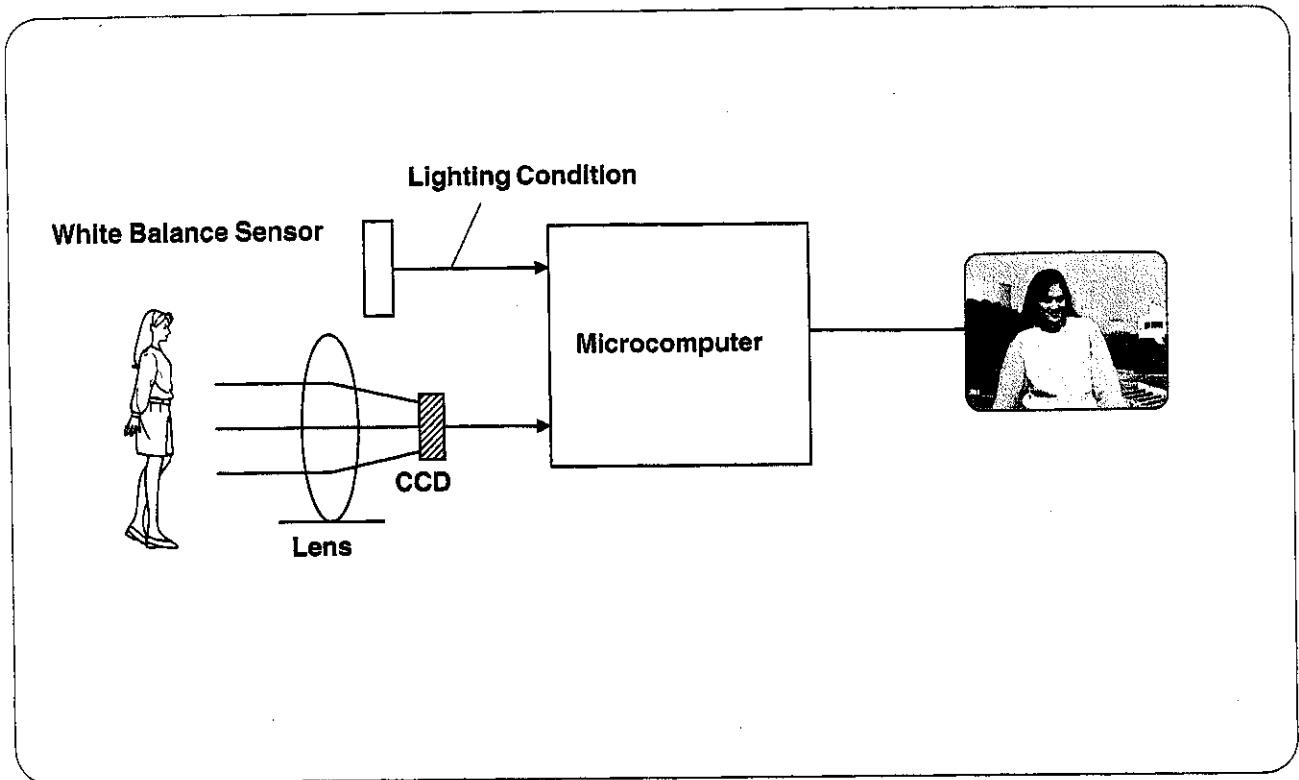 Lighting Condition
White Balance Sensor
Microcomputer
CCD
Lens